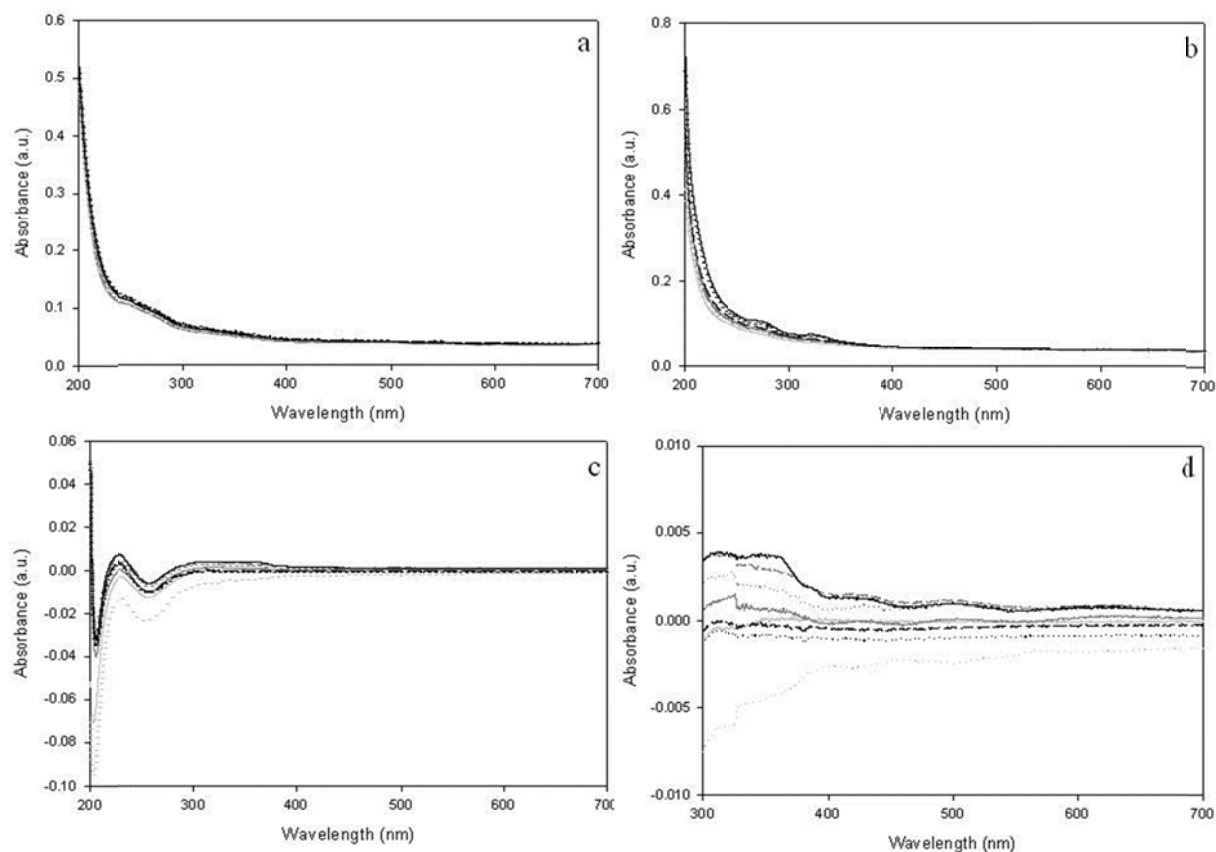 a
0.6
0.5
0.4
0.3
0.2
0.1
0.0
Absorbance (a.u.)
200 300 400 500 600 700
Wavelength (nm)
b
0.8
0.6
0.4
0.2
0.0
Absorbance (a.u.)
200 300 400 500 600 700
Wavelength (nm)
c
0.06
0.04
0.02
0.00
-0.02
-0.04
-0.06
-0.08
-0.10
Absorbance (a.u.)
200 300 400 500 600 700
Wavelength (nm)
d
0.010
0.005
0.000
-0.005
-0.010
Absorbance (a.u.)
300 400 500 600 700
Wavelength (nm)